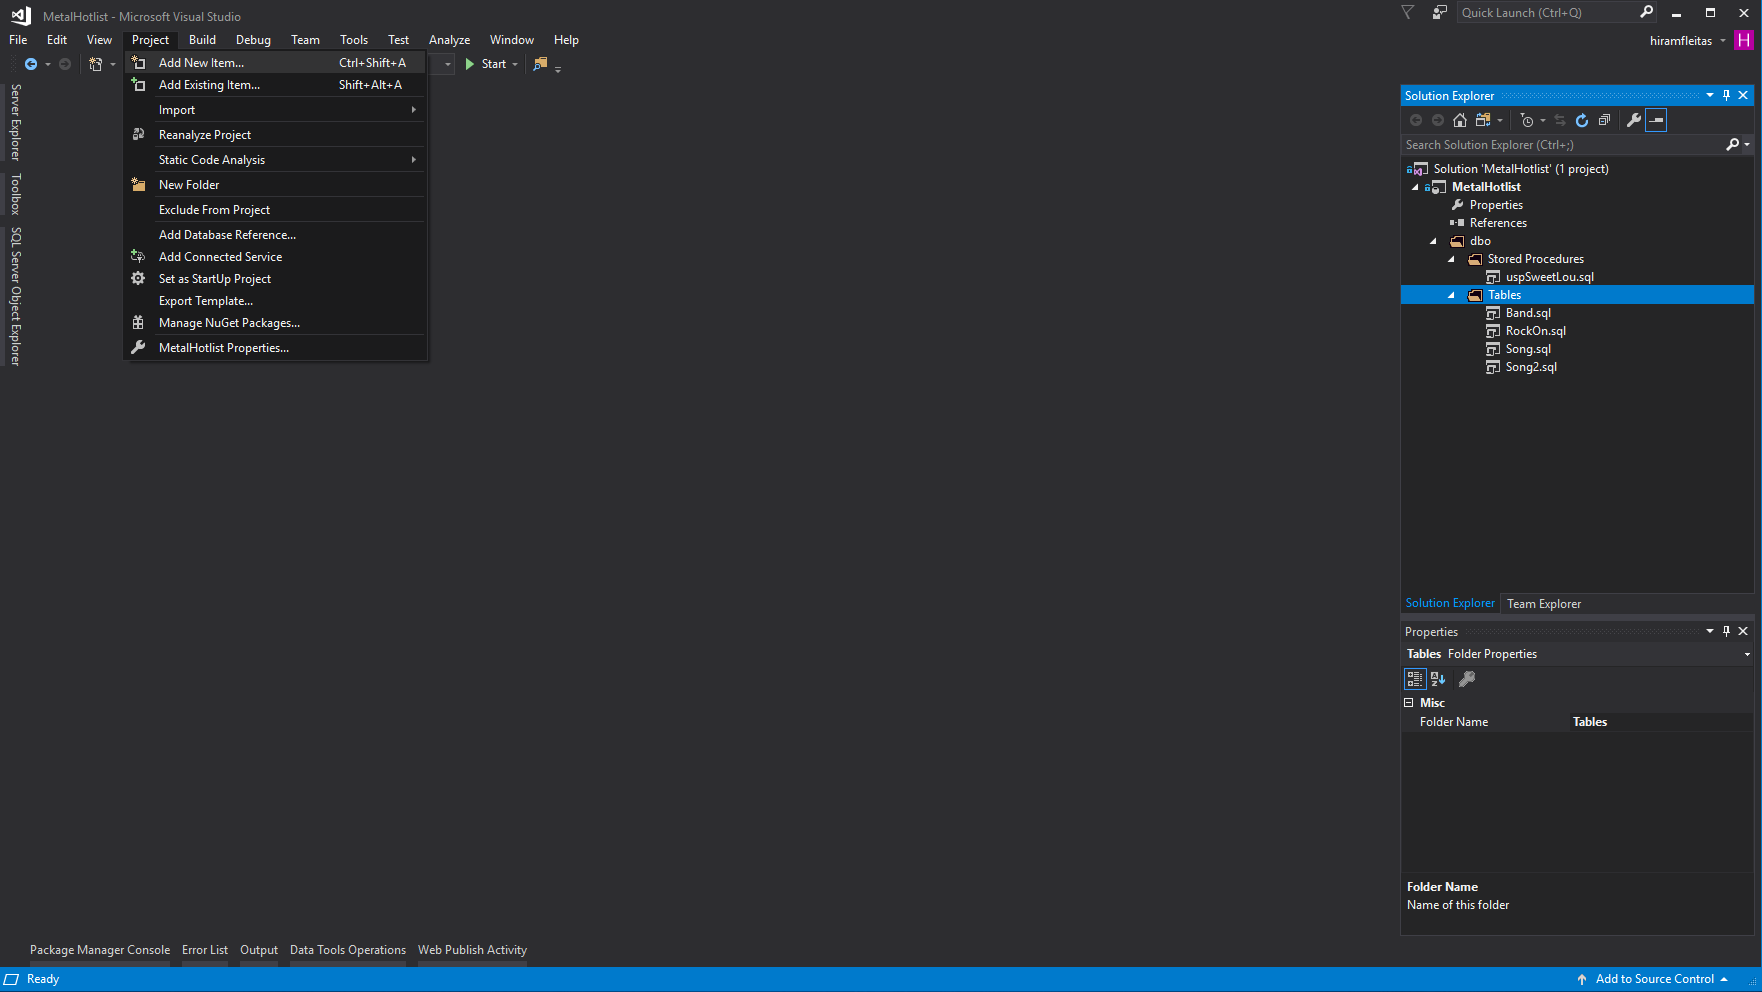 MetalHotlist - Microsoft Visual Studio
Quick Launch (Ctrl+Q)
File Edit View Project Build Debug Team Tools Test Analyze Window Help
hiramfleitas H
Start
Add New Item... Ctrl+Shift+A
Add Existing Item... Shift+Alt+A
Import
Reanalyze Project
Static Code Analysis
New Folder
Exclude From Project
Add Database Reference...
Add Connected Service
Set as StartUp Project
Export Template...
Manage NuGet Packages...
MetalHotlist Properties...
Server Explorer
Toolbox
SQL Server Object Explorer
Solution Explorer
Search Solution Explorer (Ctrl+;)
Solution 'MetalHotlist' (1 project)
MetalHotlist
Properties
References
dbo
Stored Procedures
uspSweetLou.sql
Tables
Band.sql
RockOn.sql
Song.sql
Song2.sql
Solution Explorer Team Explorer
Properties
Tables Folder Properties
Misc
Folder Name Tables
Folder Name
Name of this folder
Package Manager Console Error List Output Data Tools Operations Web Publish Activity
Ready
Add to Source Control